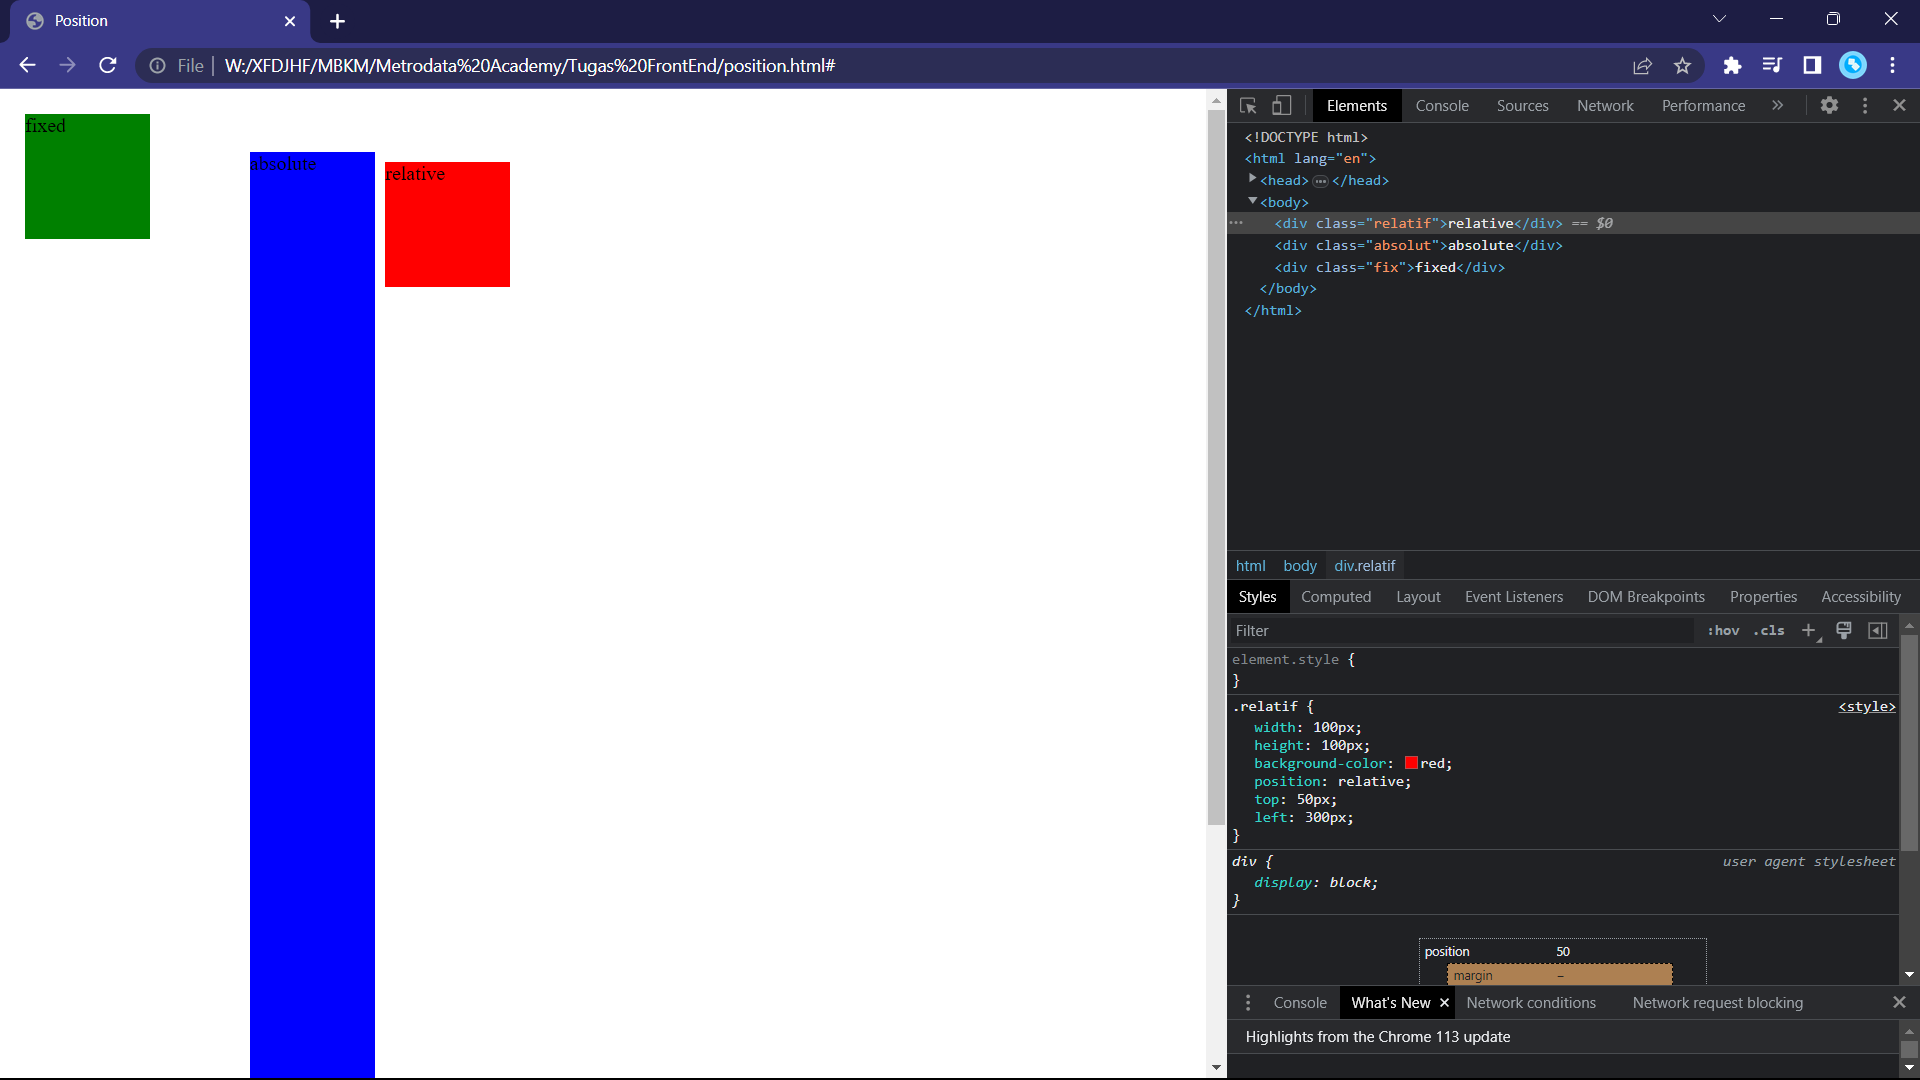 Position
File
W:/XFDJHF/MBKM/Metrodata%20Academy/Tugas%20FrontEnd/position.html#
fixed
absolute
relative
Elements Console Sources Network Performance
<!DOCTYPE html>
<html lang="en">
<head> ••• </head>
<body>
<div class="relatif">relative</div> == $0
<div class="absolut">absolute</div>
<div class="fix">fixed</div>
</body>
</html>
html body div.relatif
Styles Computed Layout Event Listeners DOM Breakpoints Properties Accessibility
Filter :hov .cls
element.style {
}
.relatif { <style>
width: 100px;
height: 100px;
background-color: red;
position: relative;
top: 50px;
left: 300px;
}
div { user agent stylesheet
display: block;
}
position 50
margin –
Console What's New Network conditions Network request blocking
Highlights from the Chrome 113 update